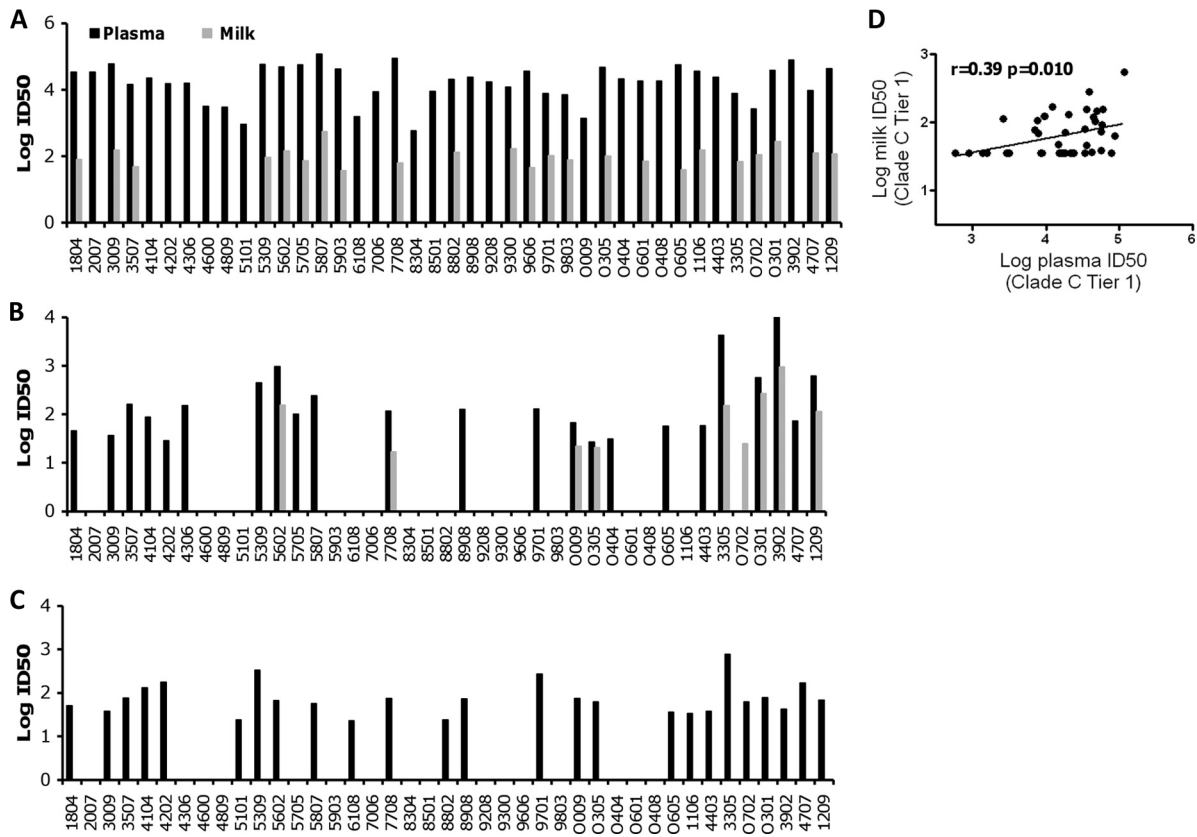 A
Plasma Milk
Log ID50
6
4
2
0
1804 2007 3009 3507 4104 4202 4306 4600 4809 5101 5309 5602 5705 5807 5903 6108 7006 7708 8304 8501 8802 8908 9208 9300 9606 9701 9803 O009 O305 O404 O601 O408 O605 1106 4403 3305 O702 O301 3902 4707 1209
B
Log ID50
4
3
2
1
0
1804 2007 3009 3507 4104 4202 4306 4600 4809 5101 5309 5602 5705 5807 5903 6108 7006 7708 8304 8501 8802 8908 9208 9300 9606 9701 9803 O009 O305 O404 O601 O408 O605 1106 4403 3305 O702 O301 3902 4707 1209
C
Log ID50
4
3
2
1
0
1804 2007 3009 3507 4104 4202 4306 4600 4809 5101 5309 5602 5705 5807 5903 6108 7006 7708 8304 8501 8802 8908 9208 9300 9606 9701 9803 O009 O305 O404 O601 O408 O605 1106 4403 3305 O702 O301 3902 4707 1209
D
r=0.39 p=0.010
Log milk ID50
(Clade C Tier 1)
3
2
1
3 4 5 6
Log plasma ID50
(Clade C Tier 1)